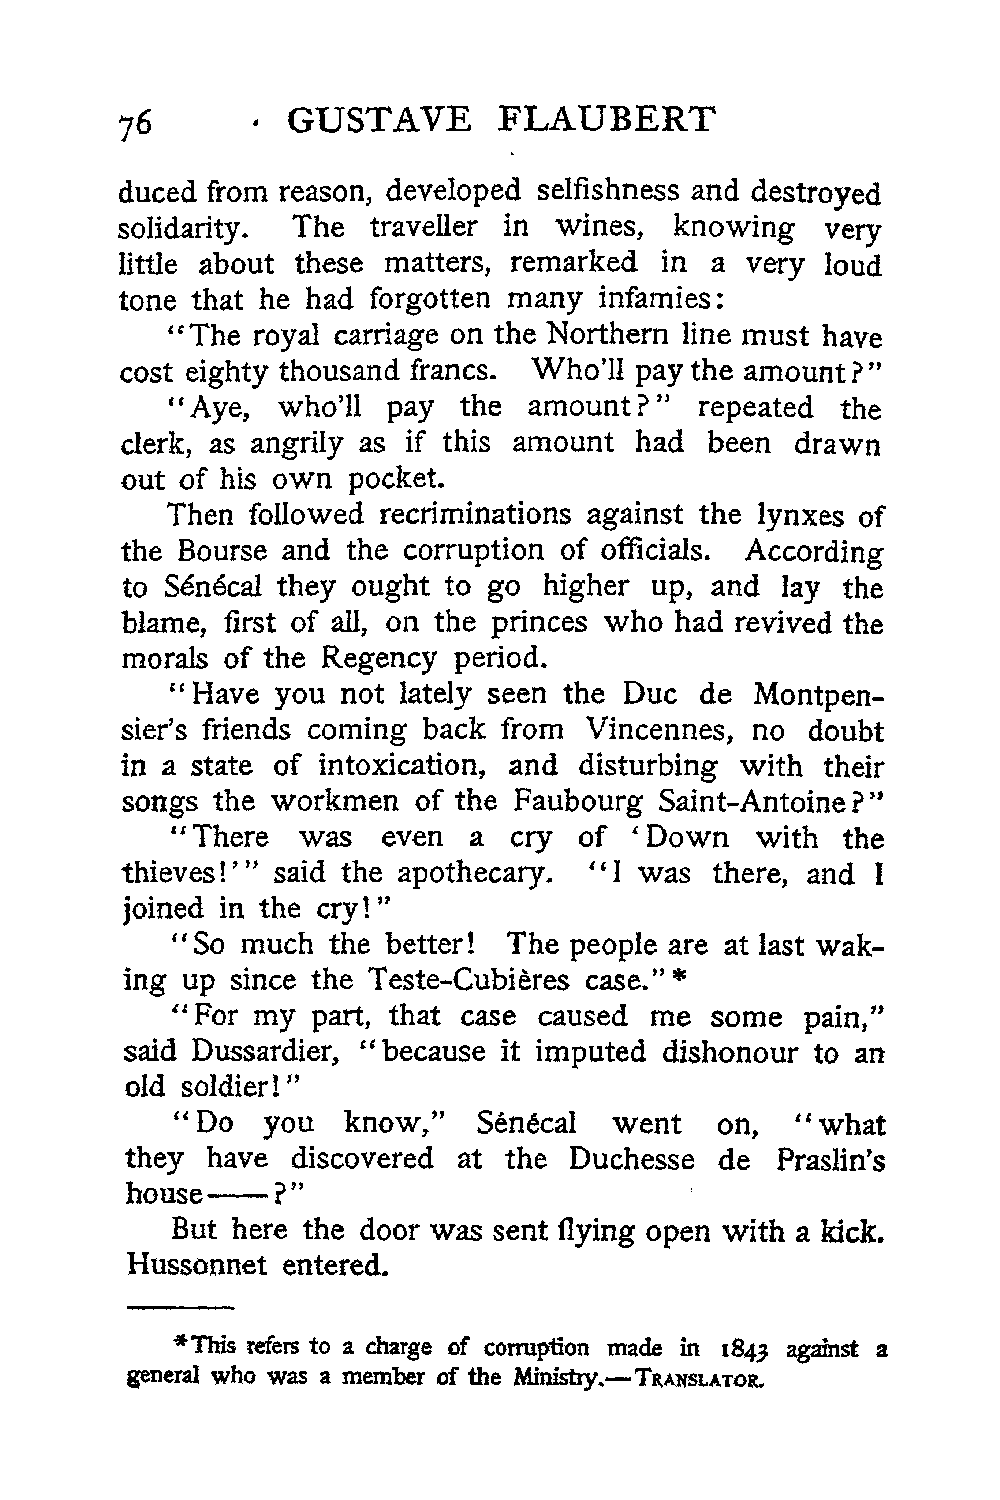 76 GUSTAVE FLAUBERT
duced from reason, developed selfishness and destroyed
solidarity. The traveller in wines, knowing very
little about these matters, remarked in a very loud
tone that he had forgotten many infamies:
"The royal carriage on the Northern line must have
cost eighty thousand francs. Who'll pay the amount?"
"Aye, who'll pay the amount?" repeated the
clerk, as angrily as if this amount had been drawn
out of his own pocket.
Then followed recriminations against the lynxes of
the Bourse and the corruption of officials. According
to Sénécal they ought to go higher up, and lay the
blame, first of all, on the princes who had revived the
morals of the Regency period.
"Have you not lately seen the Duc de Montpen-
sier's friends coming back from Vincennes, no doubt
in a state of intoxication, and disturbing with their
songs the workmen of the Faubourg Saint-Antoine?"
"There was even a cry of 'Down with the
thieves!'" said the apothecary. "I was there, and I
joined in the cry!"
"So much the better! The people are at last wak-
ing up since the Teste-Cubières case."*
"For my part, that case caused me some pain,"
said Dussardier, "because it imputed dishonour to an
old soldier!"
"Do you know," Sénécal went on, "what
they have discovered at the Duchesse de Praslin's
house——?"
But here the door was sent flying open with a kick.
Hussonnet entered.
*This refers to a charge of corruption made in 1843 against a
general who was a member of the Ministry.—TRANSLATOR.